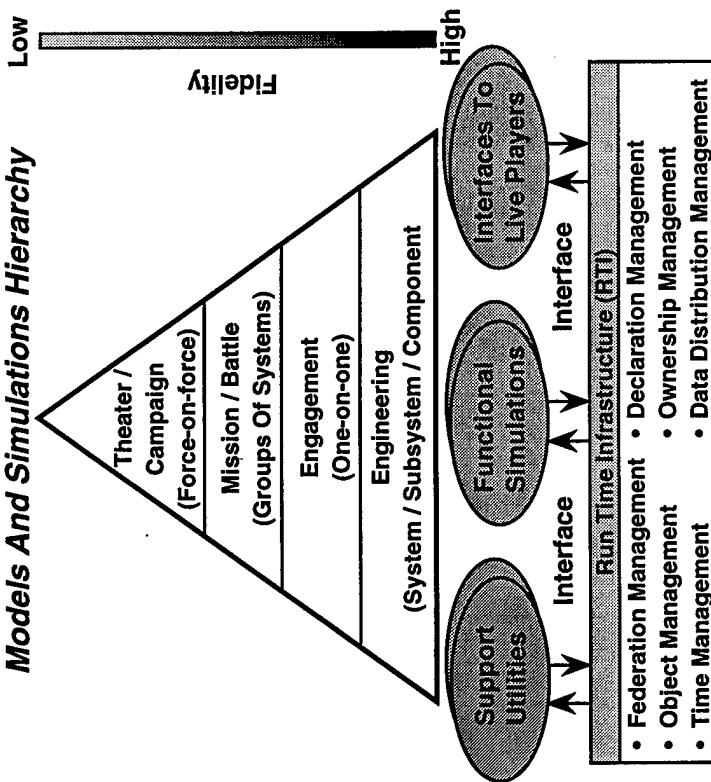 Models And Simulations Hierarchy
Low
Fidelity
High
Theater /
Campaign
(Force-on-force)
Mission / Battle
(Groups Of Systems)
Engagement
(One-on-one)
Engineering
(System / Subsystem / Component)
Support
Utilities
Functional
Simulations
Interfaces To
Live Players
Interface
Interface
Run Time Infrastructure (RTI)
• Federation Management
• Object Management
• Time Management
• Declaration Management
• Ownership Management
• Data Distribution Management